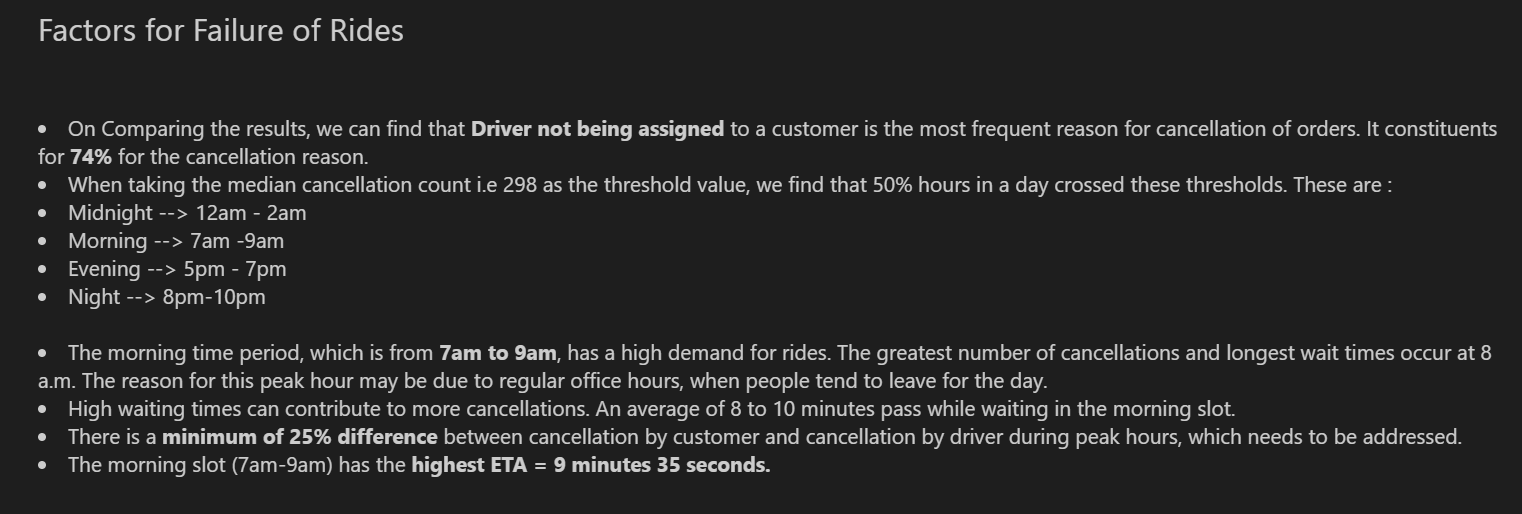 Factors for Failure of Rides
• On Comparing the results, we can find that Driver not being assigned to a customer is the most frequent reason for cancellation of orders. It constituents
for 74% for the cancellation reason.
• When taking the median cancellation count i.e 298 as the threshold value, we find that 50% hours in a day crossed these thresholds. These are :
• Midnight --> 12am - 2am
• Morning --> 7am -9am
• Evening --> 5pm - 7pm
• Night --> 8pm-10pm
• The morning time period, which is from 7am to 9am, has a high demand for rides. The greatest number of cancellations and longest wait times occur at 8
a.m. The reason for this peak hour may be due to regular office hours, when people tend to leave for the day.
• High waiting times can contribute to more cancellations. An average of 8 to 10 minutes pass while waiting in the morning slot.
• There is a minimum of 25% difference between cancellation by customer and cancellation by driver during peak hours, which needs to be addressed.
• The morning slot (7am-9am) has the highest ETA = 9 minutes 35 seconds.